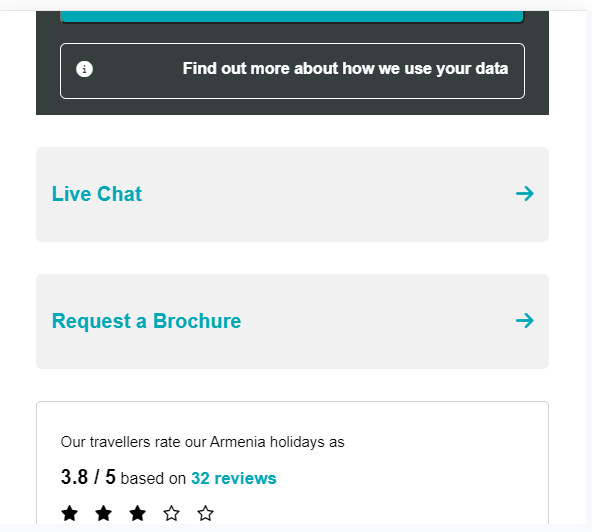 Find out more about how we use your data
Live Chat
Request a Brochure
Our travellers rate our Armenia holidays as
3.8 / 5 based on 32 reviews